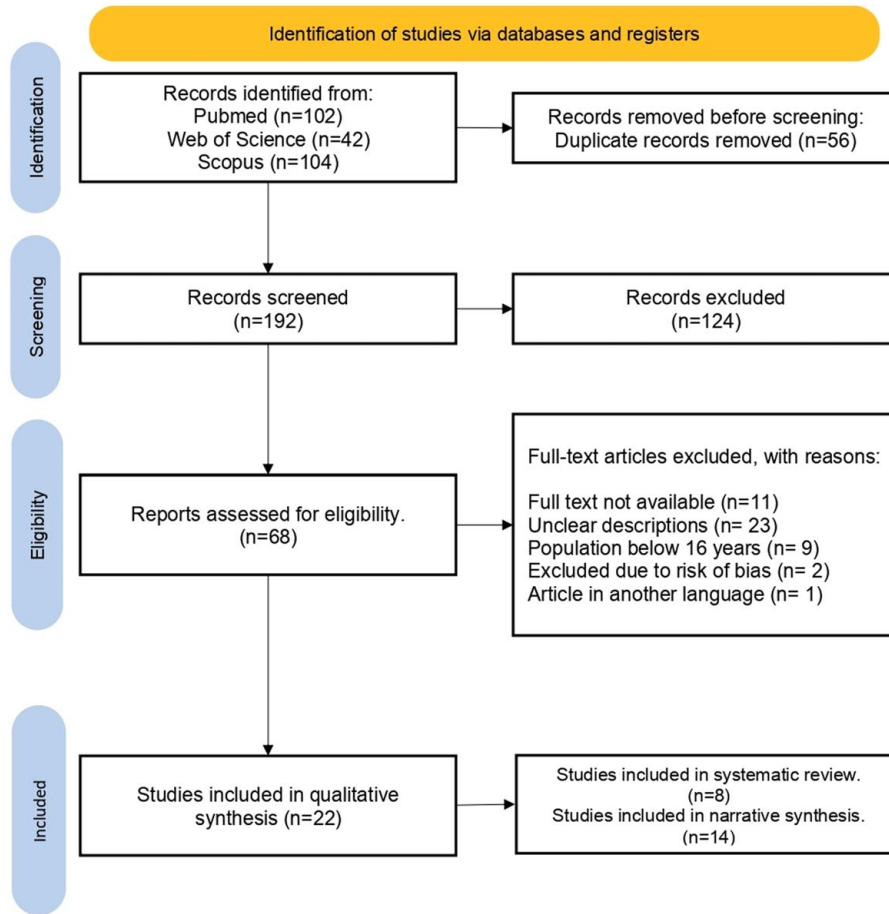 Identification of studies via databases and registers
Identification
Records identified from:
Pubmed (n=102)
Web of Science (n=42)
Scopus (n=104)
Records removed before screening:
Duplicate records removed (n=56)
Screening
Records screened
(n=192)
Records excluded
(n=124)
Eligibility
Reports assessed for eligibility.
(n=68)
Full-text articles excluded, with reasons:
Full text not available (n=11)
Unclear descriptions (n= 23)
Population below 16 years (n= 9)
Excluded due to risk of bias (n= 2)
Article in another language (n= 1)
Included
Studies included in qualitative
synthesis (n=22)
Studies included in systematic review.
(n=8)
Studies included in narrative synthesis.
(n=14)